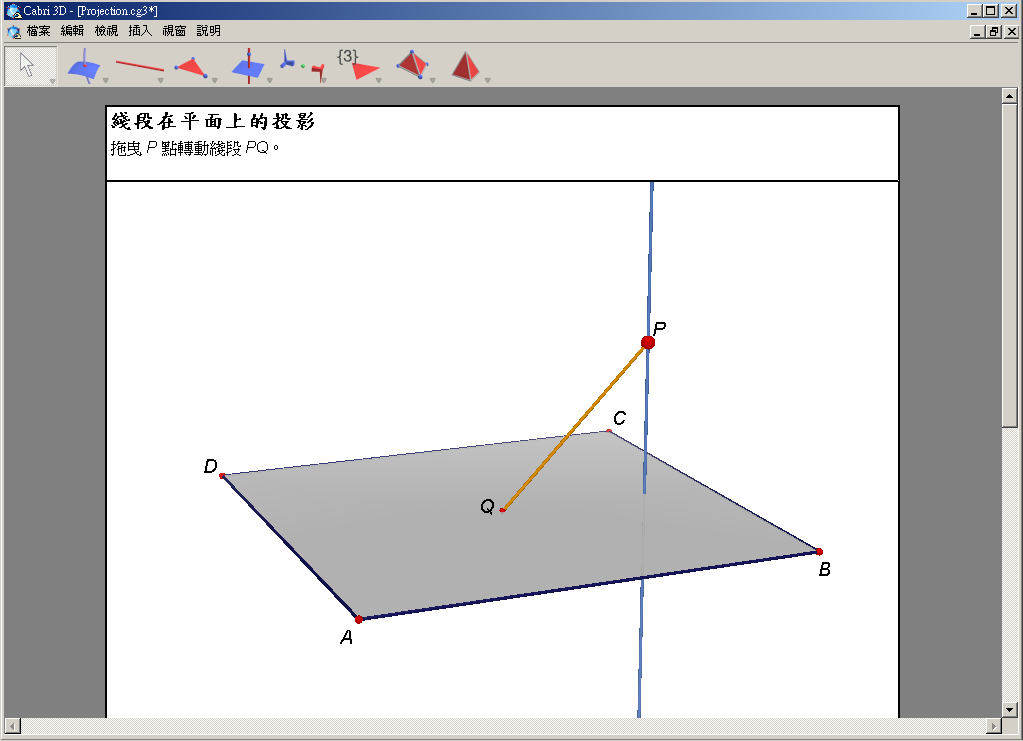 Cabri 3D - [Projection.cg3*]
檔案 編輯 檢視 插入 視窗 說明
{3}
綫段在平面上的投影
拖曳 P 點轉動綫段 PQ。
P
C
D
Q
B
A